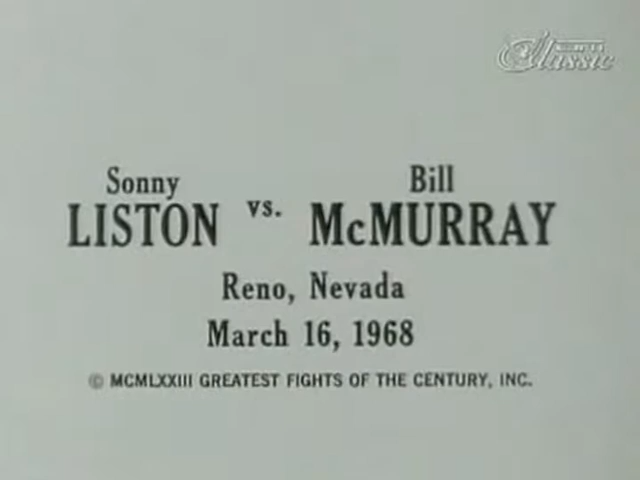 Classic
Sonny Bill
LISTON vs. McMURRAY
Reno, Nevada
March 16, 1968
© MCMLXXIII GREATEST FIGHTS OF THE CENTURY, INC.